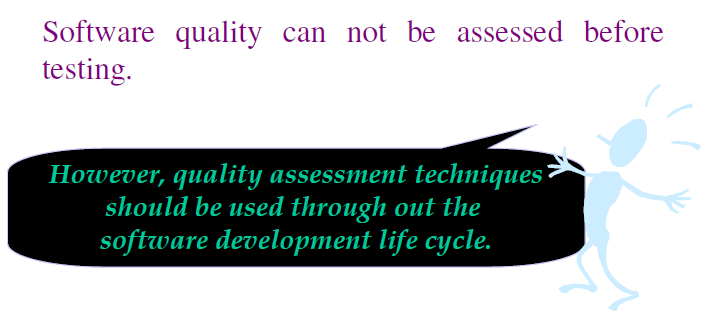 Software quality can not be assessed before
testing.
However, quality assessment techniques
should be used through out the
software development life cycle.